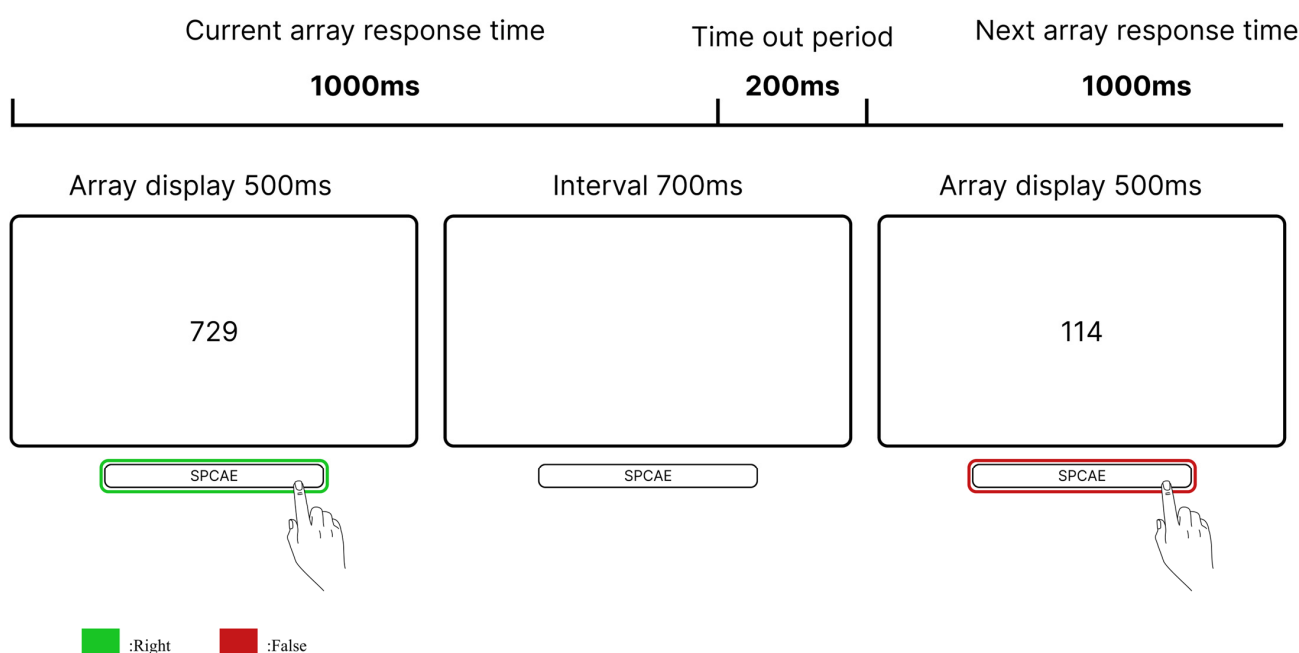 Current array response time
Time out period
Next array response time
1000ms
200ms
1000ms
Array display 500ms
Interval 700ms
Array display 500ms
729
114
SPCAE
SPCAE
SPCAE
:Right
:False